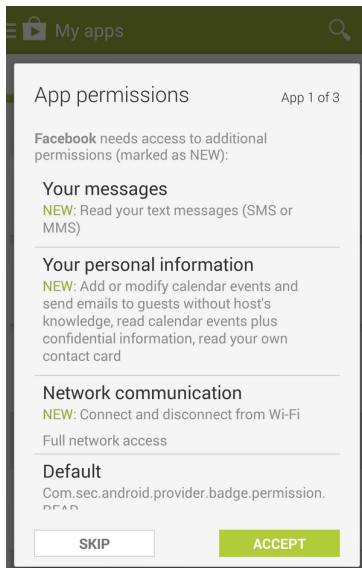 My apps
App permissions
App 1 of 3
Facebook needs access to additional
permissions (marked as NEW):
Your messages
NEW: Read your text messages (SMS or
MMS)
Your personal information
NEW: Add or modify calendar events and
send emails to guests without host's
knowledge, read calendar events plus
confidential information, read your own
contact card
Network communication
NEW: Connect and disconnect from Wi-Fi
Full network access
Default
Com.sec.android.provider.badge.permission.
READ
SKIP
ACCEPT